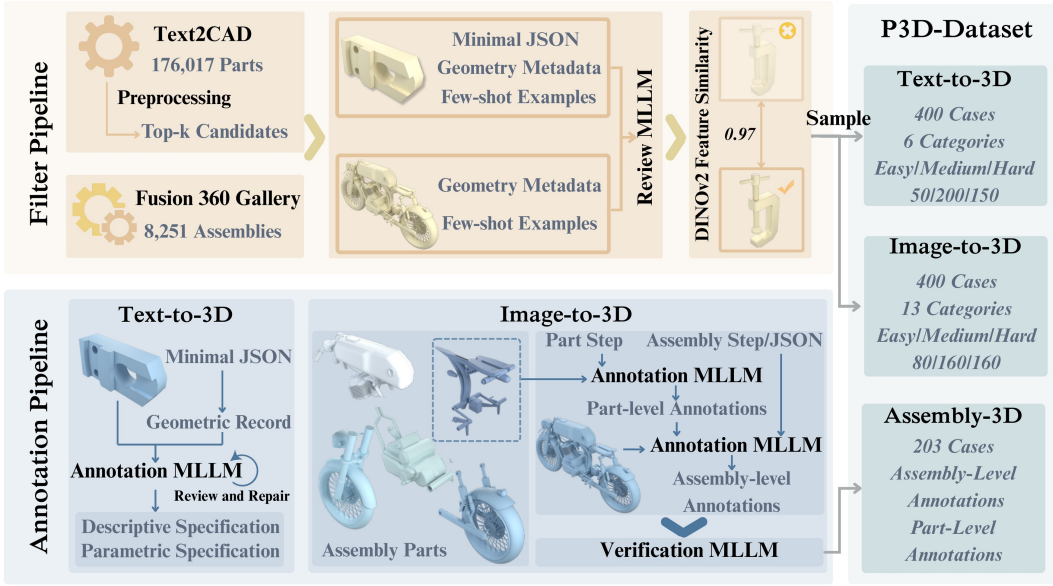 Filter Pipeline
Text2CAD
176,017 Parts
Preprocessing
Top-k Candidates
Fusion 360 Gallery
8,251 Assemblies
Minimal JSON
Geometry Metadata
Few-shot Examples
Geometry Metadata
Few-shot Examples
Review MLLM
DINOv2 Feature Similarity
0.97
Sample
P3D-Dataset
Text-to-3D
400 Cases
6 Categories
Easy/Medium/Hard
50/200/150
Image-to-3D
400 Cases
13 Categories
Easy/Medium/Hard
80/160/160
Assembly-3D
203 Cases
Assembly-Level
Annotations
Part-Level
Annotations
Annotation Pipeline
Text-to-3D
Minimal JSON
Geometric Record
Annotation MLLM
Review and Repair
Descriptive Specification
Parametric Specification
Image-to-3D
Assembly Parts
Part Step
Assembly Step/JSON
Annotation MLLM
Part-level Annotations
Annotation MLLM
Assembly-level
Annotations
Verification MLLM